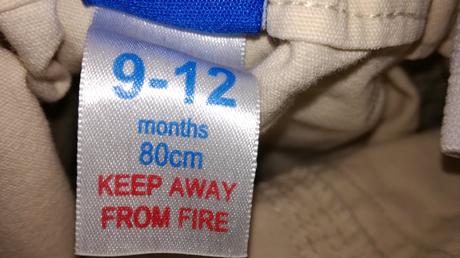 9-12
months
80cm
KEEP AWAY
FROM FIRE